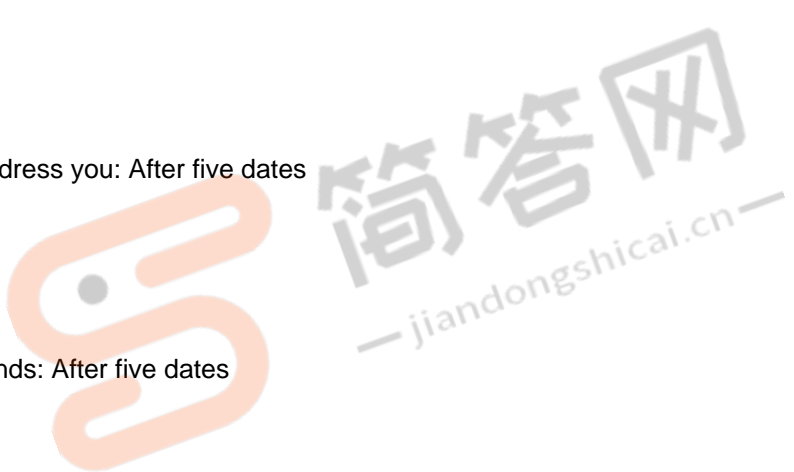 dress you: After five dates
简答网
jiandongshicai.cn
nds: After five dates